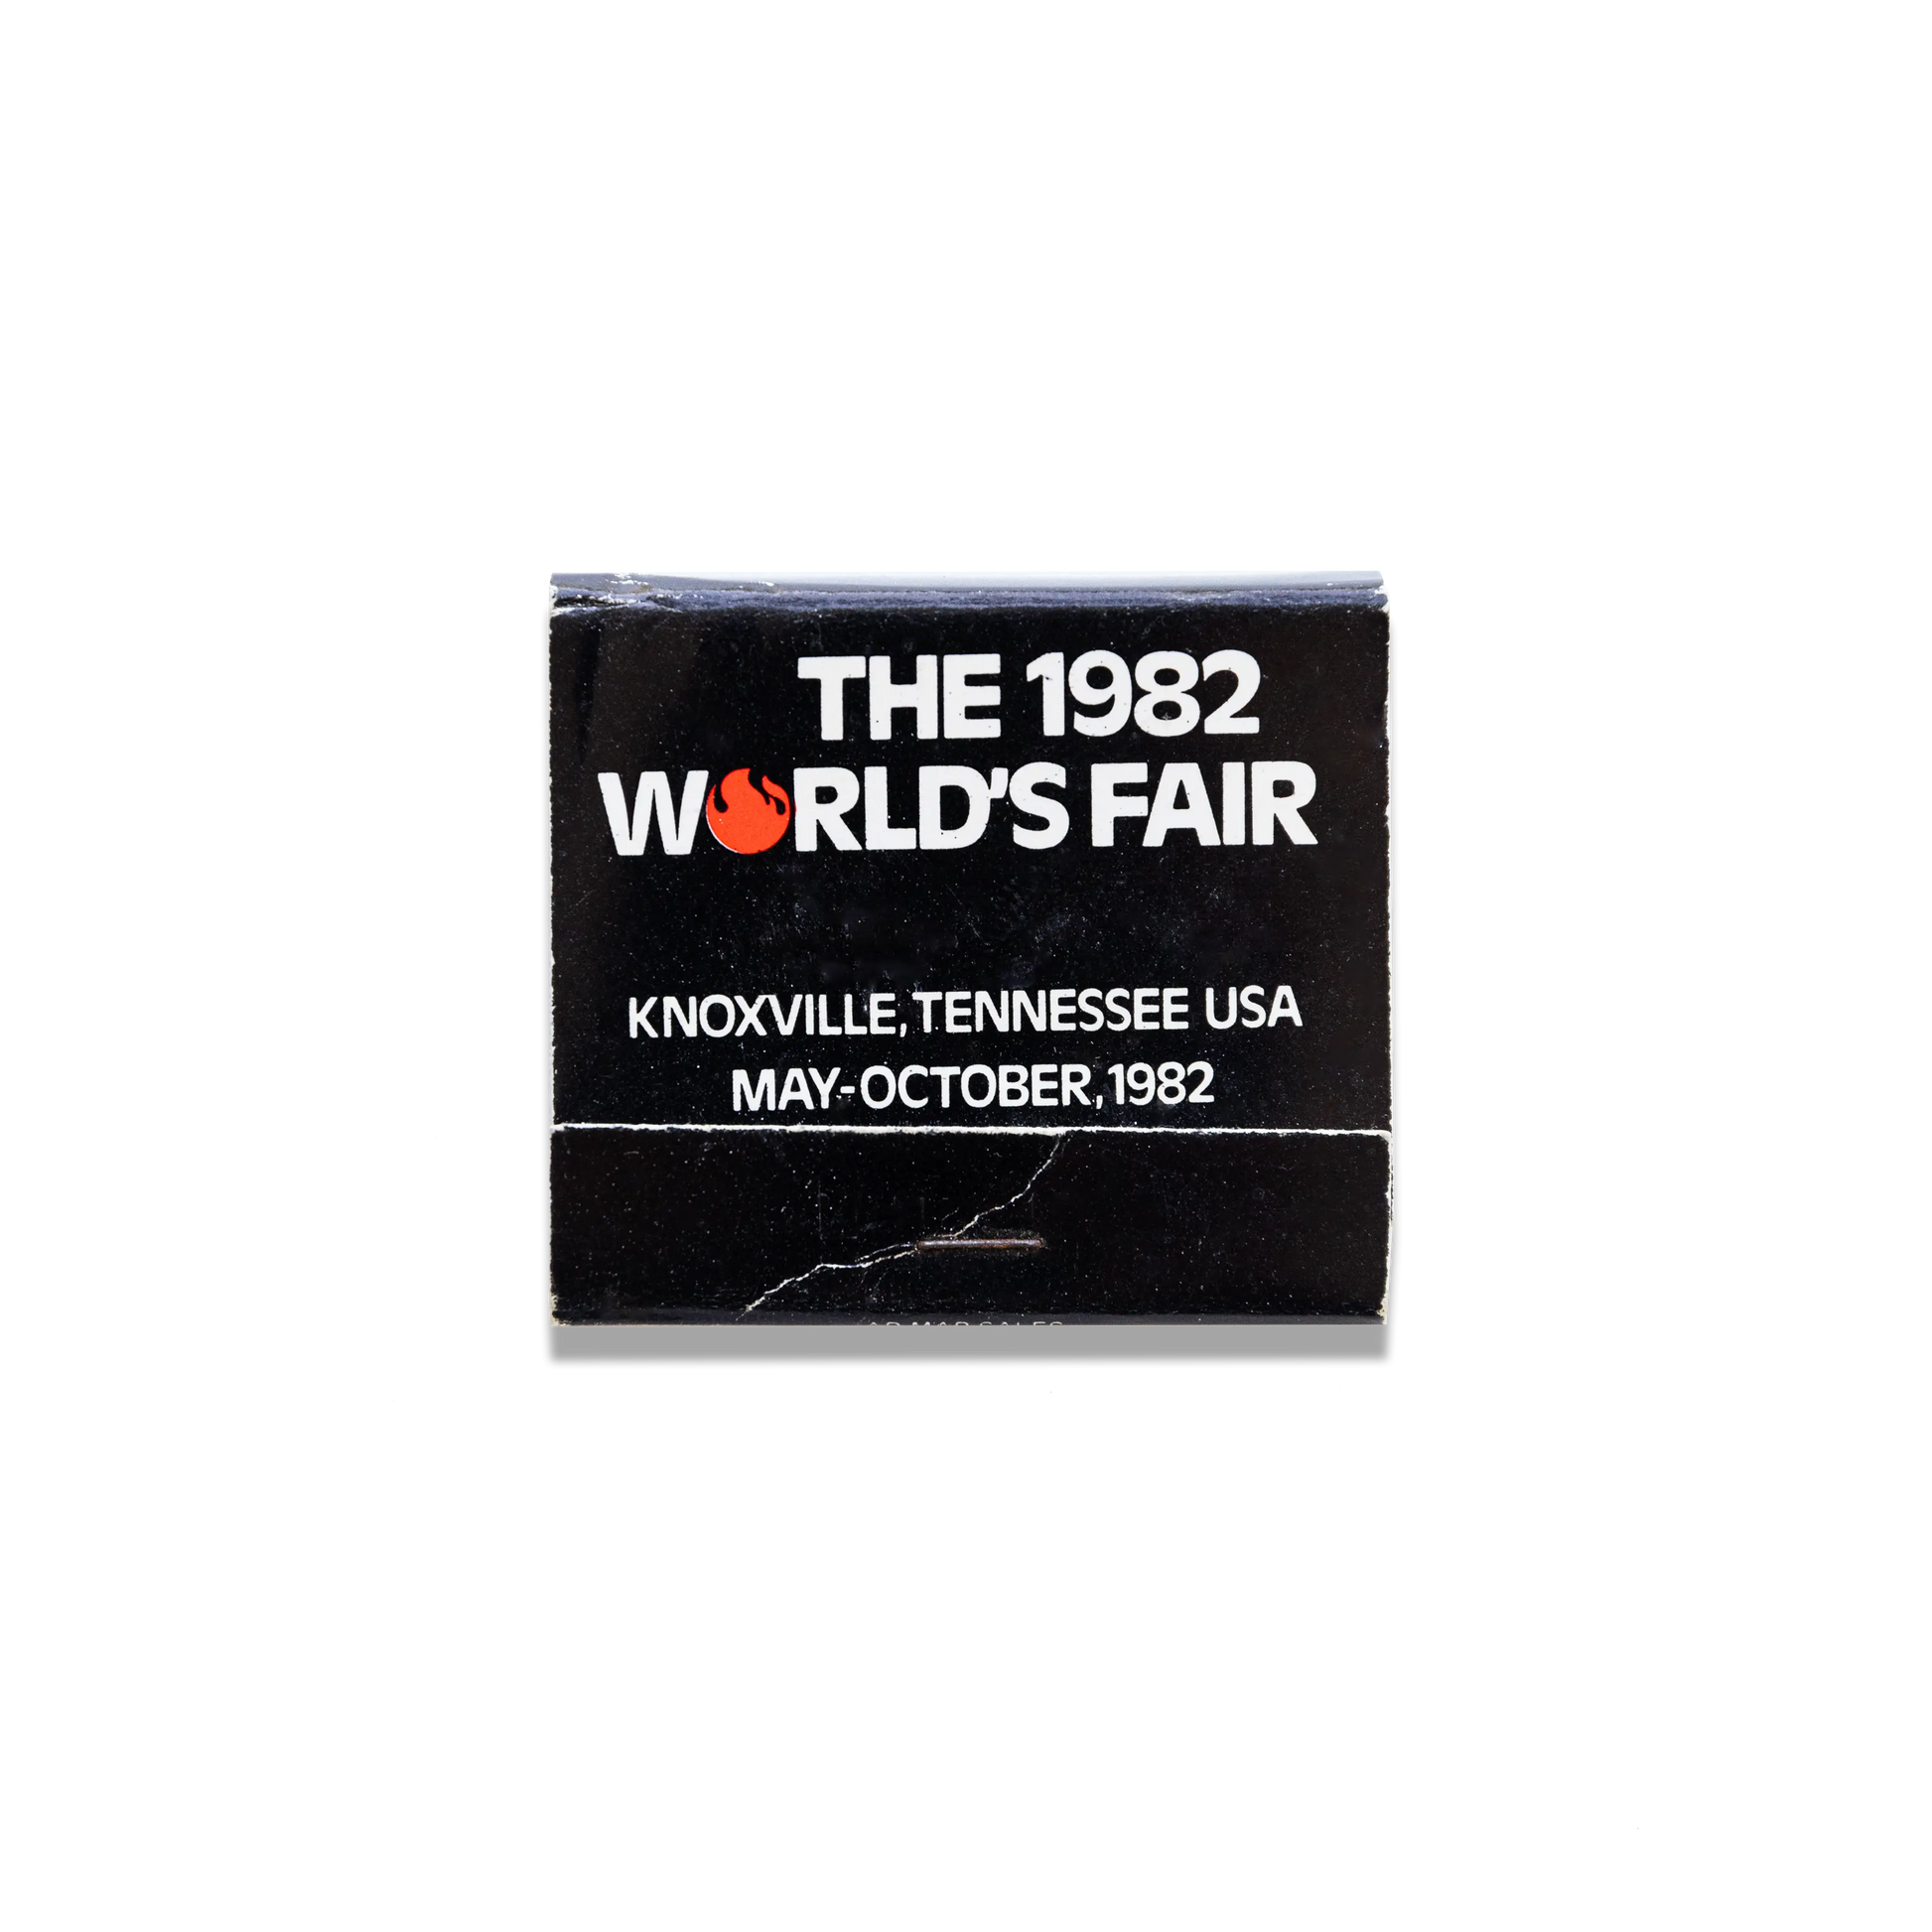 THE 1982
WORLD'S FAIR
KNOXVILLE, TENNESSEE USA
MAY-OCTOBER, 1982